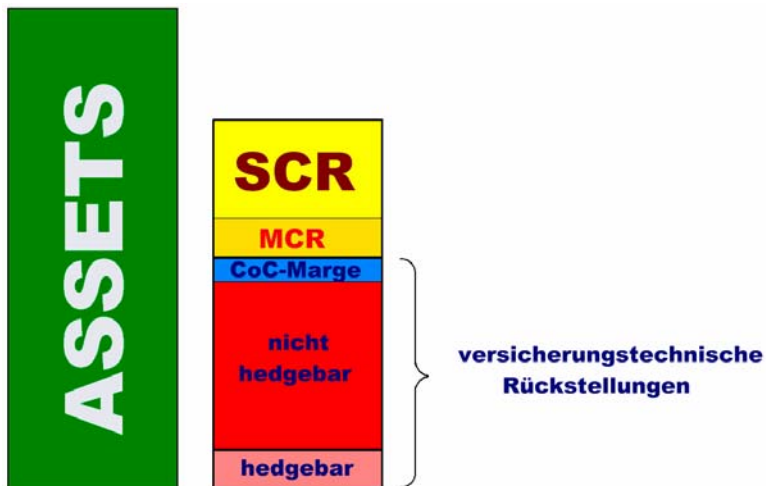 ASSETS
SCR
MCR
CoC-Marge
nicht
hedgebar
hedgebar
versicherungstechnische
Rückstellungen